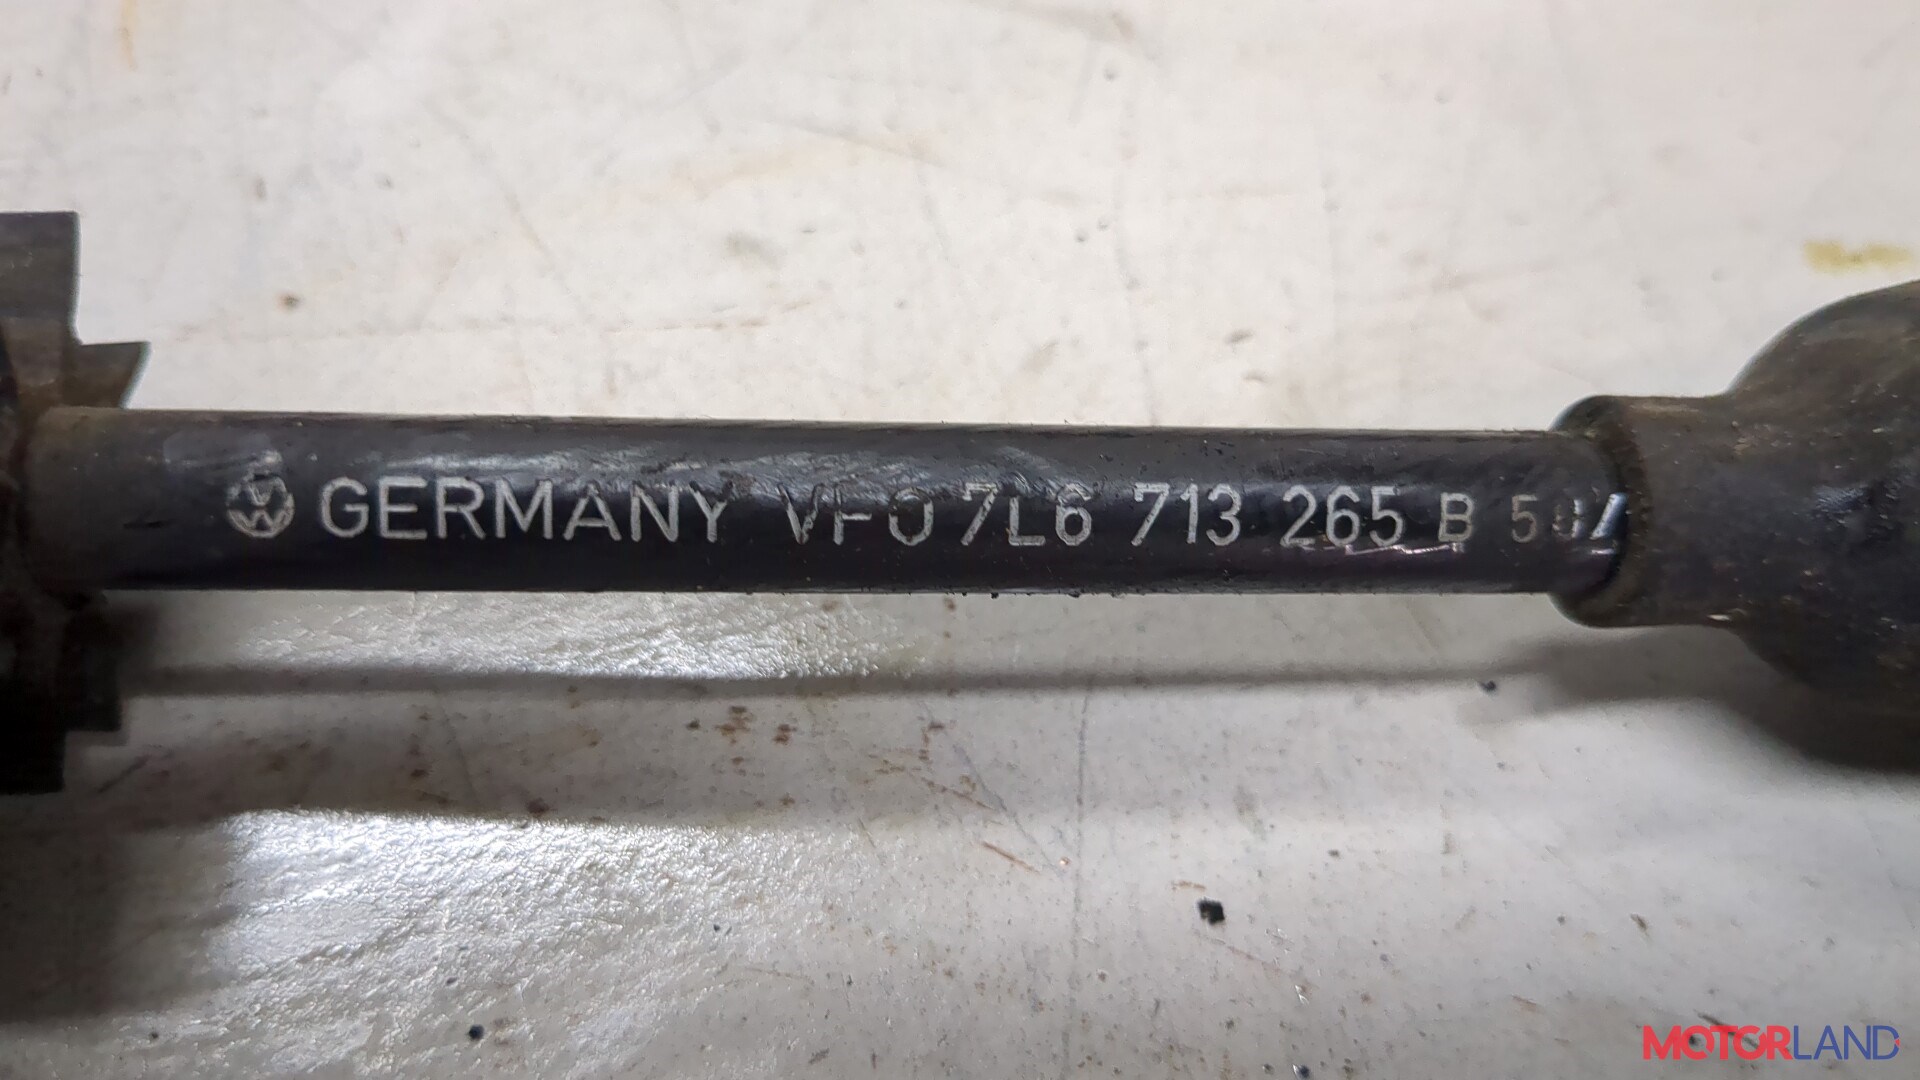 GERMANY VFO 7L6 713 265 B
MOTORLAND